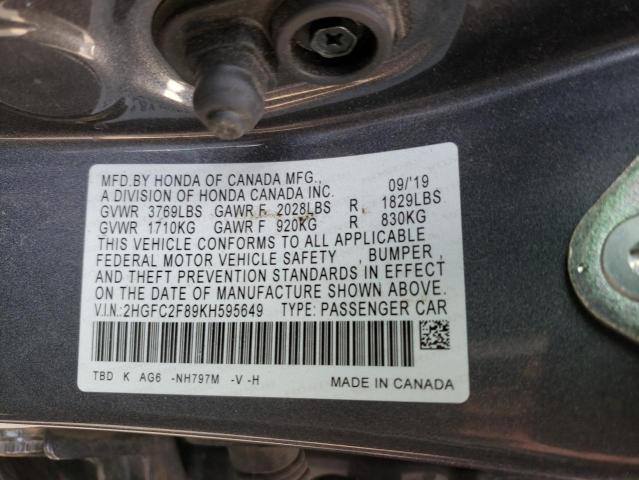 MFD.BY HONDA OF CANADA MFG., 09/'19
A DIVISION OF HONDA CANADA INC.
GVWR 3769LBS GAWR F 2028LBS R 1829LBS
GVWR 1710KG GAWR F 920KG R 830KG
THIS VEHICLE CONFORMS TO ALL APPLICABLE
FEDERAL MOTOR VEHICLE SAFETY , BUMPER ,
AND THEFT PREVENTION STANDARDS IN EFFECT
ON THE DATE OF MANUFACTURE SHOWN ABOVE.
V.I.N.:2HGFC2F89KH595649 TYPE: PASSENGER CAR
TBD K AG6 -NH797M -V -H
MADE IN CANADA